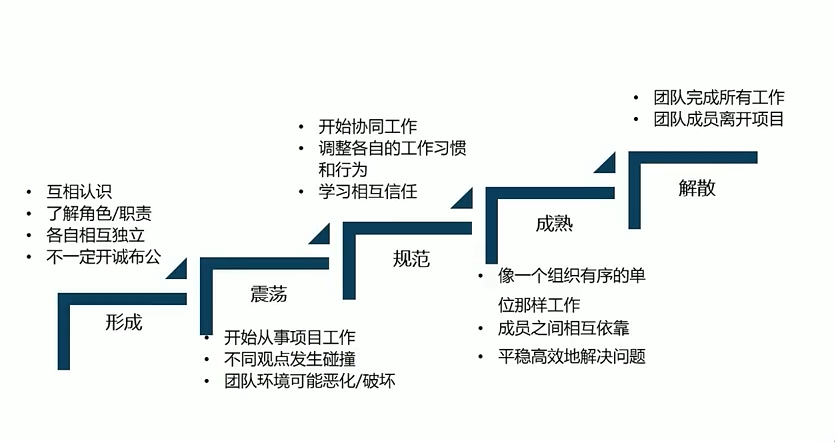 • 互相认识
• 了解角色/职责
• 各自相互独立
• 不一定开诚布公
形成
震荡
• 开始从事项目工作
• 不同观点发生碰撞
• 团队环境可能恶化/破坏
• 开始协同工作
• 调整各自的工作习惯
和行为
• 学习相互信任
规范
成熟
• 像一个组织有序的单
位那样工作
• 成员之间相互依靠
• 平稳高效地解决问题
• 团队完成所有工作
• 团队成员离开项目
解散